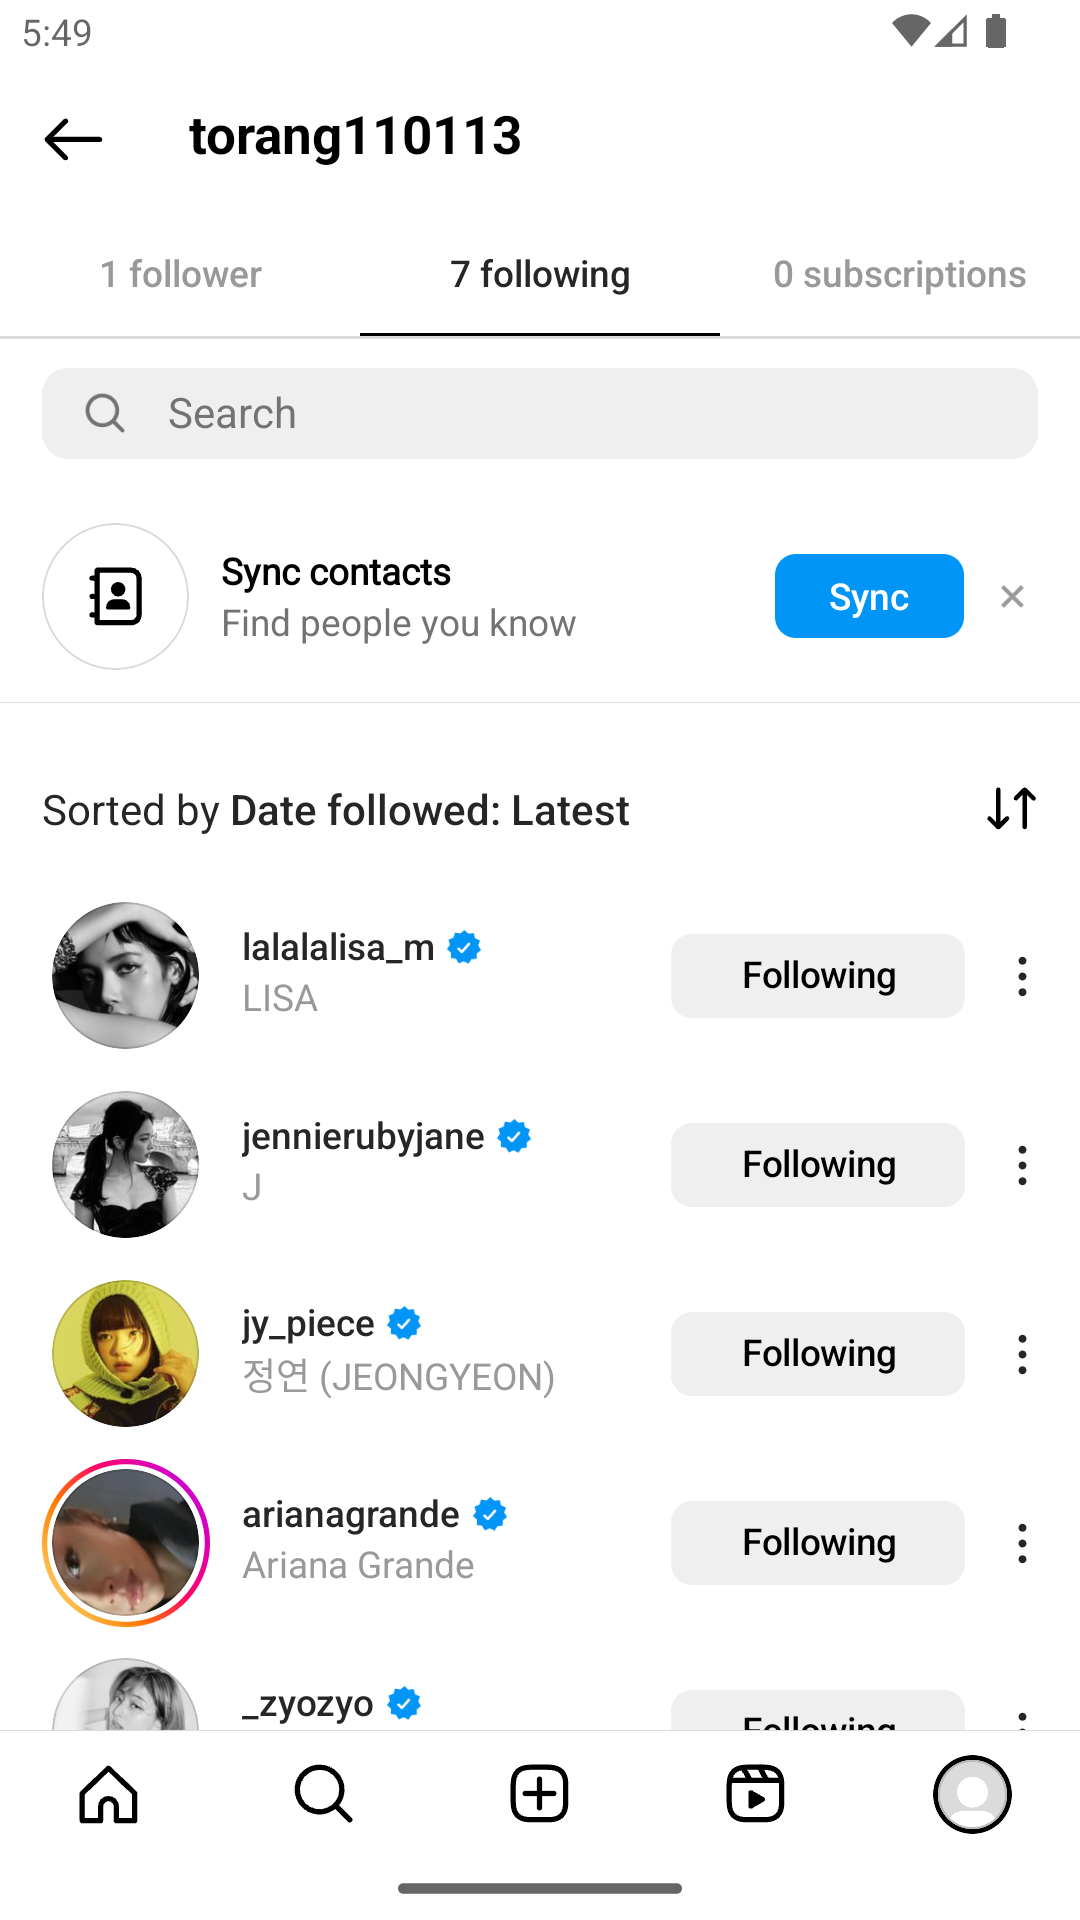 5:49
torang110113
1 follower
7 following
0 subscriptions
Search
Sync contacts
Find people you know
Sync
Sorted by Date followed: Latest
lalalalisa_m
LISA
Following
jennierubyjane
J
Following
jy_piece
정연 (JEONGYEON)
Following
arianagrande
Ariana Grande
Following
_zyozyo
Following